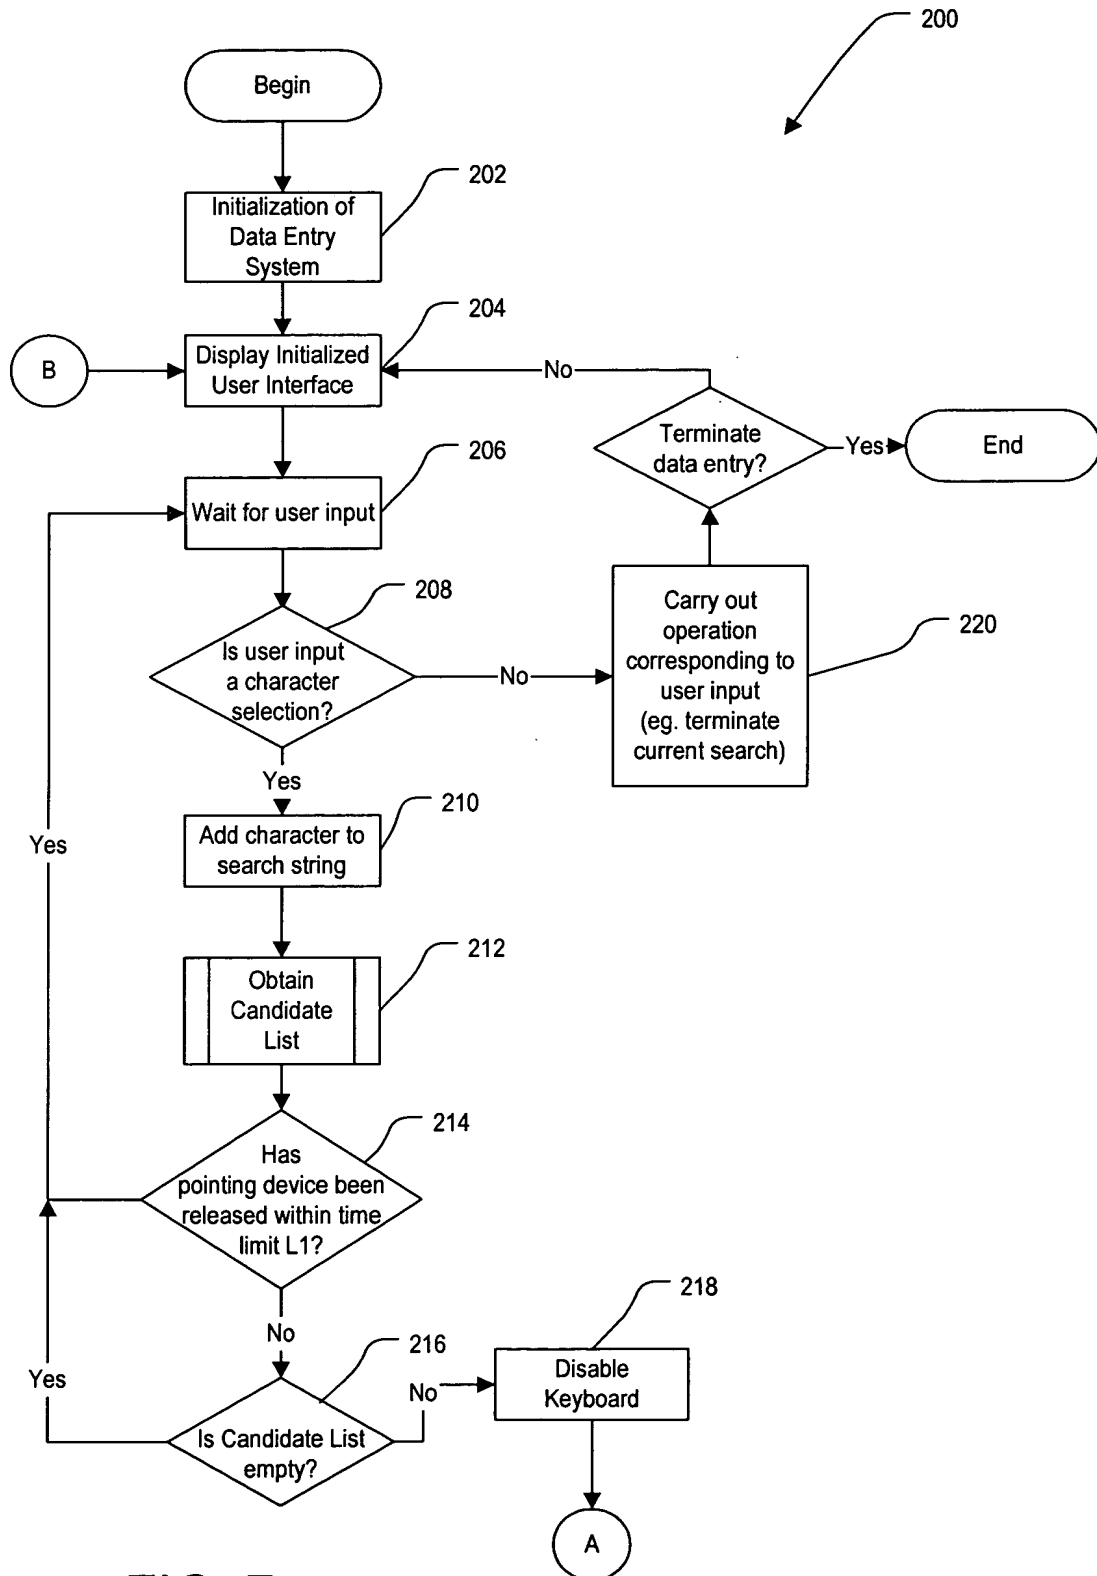 200
Begin
202
Initialization of
Data Entry
System
204
B
Display Initialized
User Interface
No
Terminate
data entry?
Yes
End
206
Wait for user input
208
Is user input
a character
selection?
No
Carry out
operation
corresponding to
user input
(eg. terminate
current search)
220
Yes
210
Add character to
search string
Yes
212
Obtain
Candidate
List
214
Has
pointing device been
released within time
limit L1?
No
216
218
Disable
Keyboard
Yes
No
Is Candidate List
empty?
A